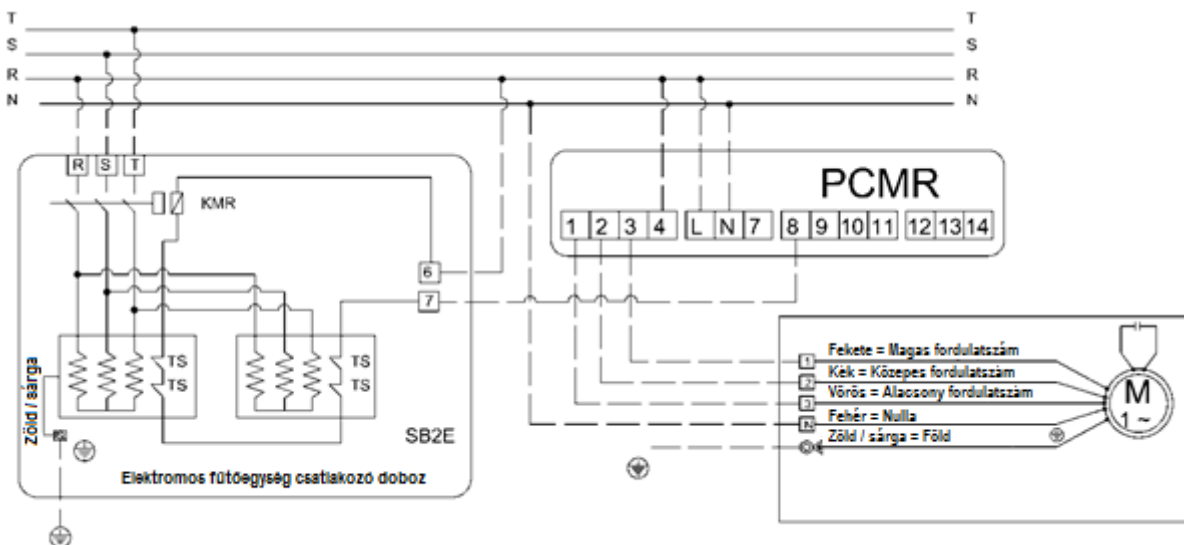 T T
S S
R R
N N
R S T
KMR
PCMR
1 2 3 4 L N 7 8 9 10 11 12 13 14
6
7
TS TS
TS TS
Zöld / sárga
SB2E
Elektromos fűtőegység csatlakozó doboz
1 Fekete = Magas fordulatszám
2 Kék = Közepes fordulatszám
3 Vörös = Alacsony fordulatszám
N Fehér = Nulla
Zöld / sárga = Föld
M
1 ~